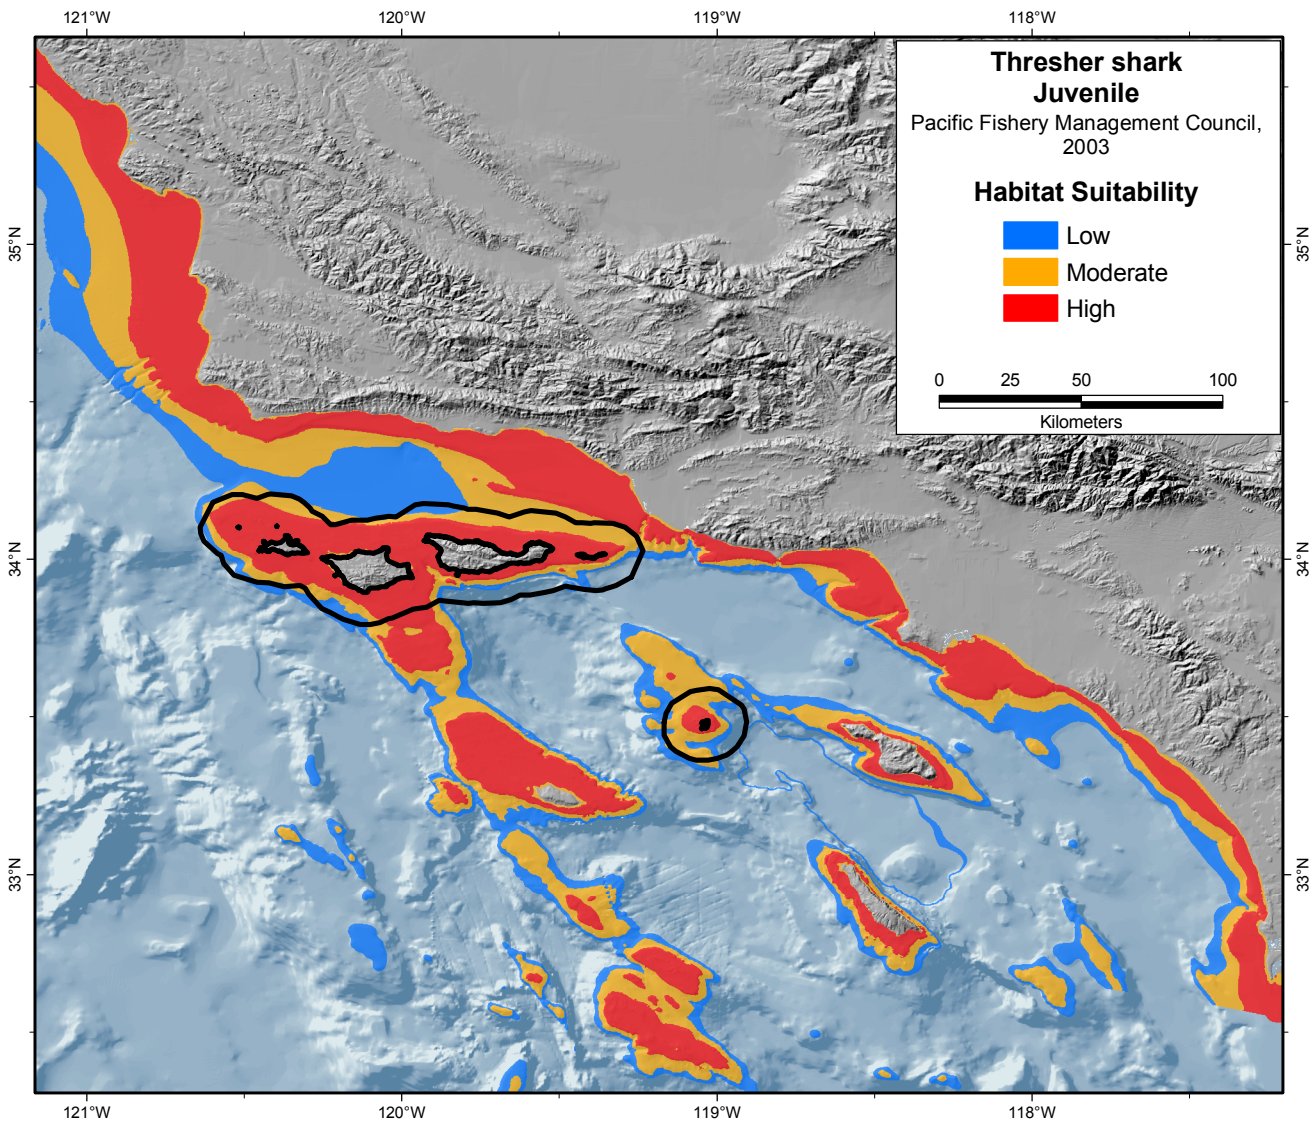 121°W 120°W 119°W 118°W
Thresher shark
Juvenile
Pacific Fishery Management Council,
2003
Habitat Suitability
Low
Moderate
High
0 25 50 100
Kilometers
35°N 35°N
34°N 34°N
33°N 33°N
121°W 120°W 119°W 118°W